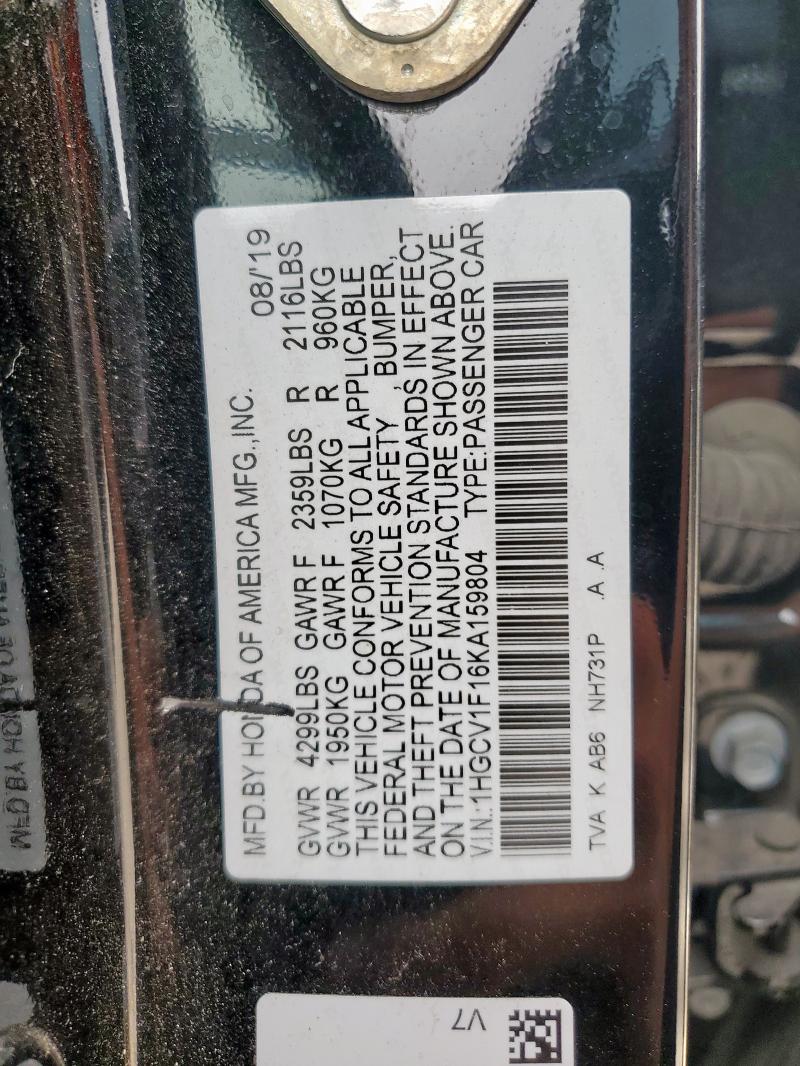 MFD.BY HONDA OF AMERICA MFG.,INC. 08/'19
GVWR 4299LBS GAWR F 2359LBS R 2116LBS
GVWR 1950KG GAWR F 1070KG R 960KG
THIS VEHICLE CONFORMS TO ALL APPLICABLE
FEDERAL MOTOR VEHICLE SAFETY , BUMPER,
AND THEFT PREVENTION STANDARDS IN EFFECT
ON THE DATE OF MANUFACTURE SHOWN ABOVE.
V.I.N.:1HGCV1F16KA159804 TYPE:PASSENGER CAR
TVA K AB6 NH731P .A .A
V7